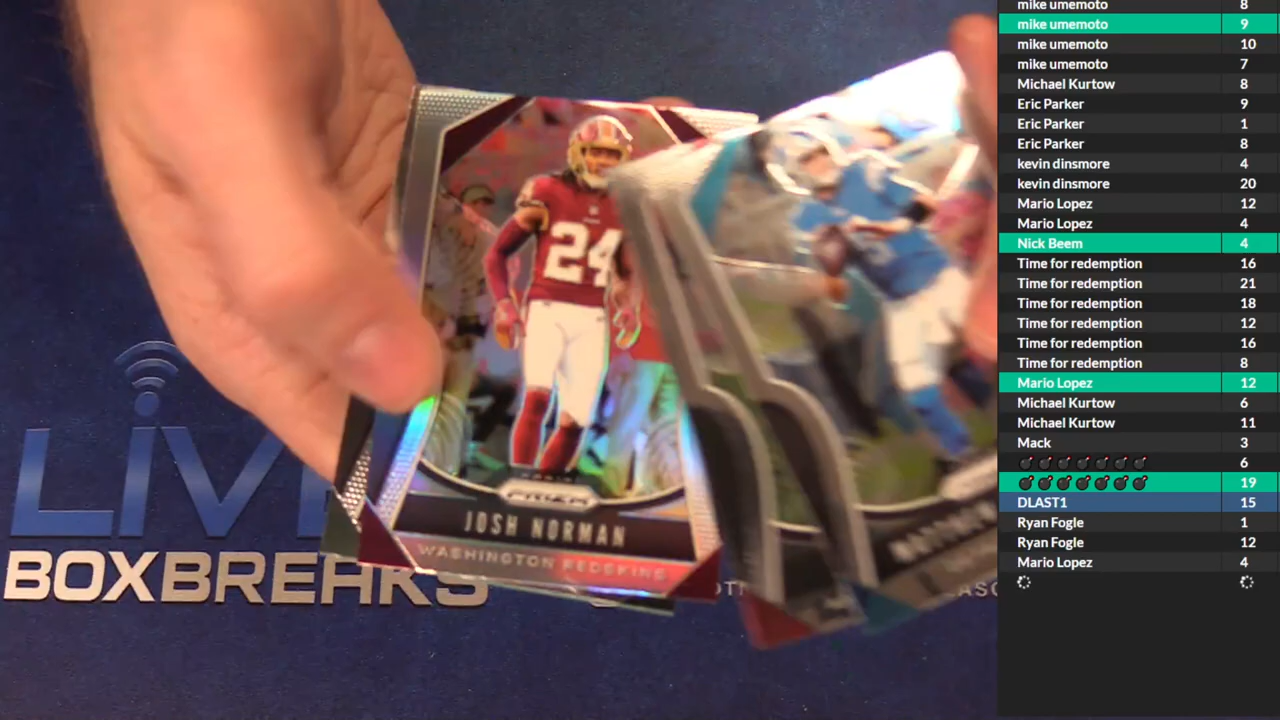 mike umemoto 8
mike umemoto 9
mike umemoto 10
mike umemoto 7
Michael Kurtow 8
Eric Parker 9
Eric Parker 1
Eric Parker 8
kevin dinsmore 4
kevin dinsmore 20
Mario Lopez 12
Mario Lopez 4
Nick Beem 4
Time for redemption 16
Time for redemption 21
Time for redemption 18
Time for redemption 12
Time for redemption 16
Time for redemption 8
Mario Lopez 12
Michael Kurtow 6
Michael Kurtow 11
Mack 3
💣💣💣💣💣💣💣 6
💣💣💣💣💣💣💣 19
DLAST1 15
Ryan Fogle 1
Ryan Fogle 12
Mario Lopez 4
24
PRIZM
JOSH NORMAN
WASHINGTON REDSKINS
BOXBREAKS